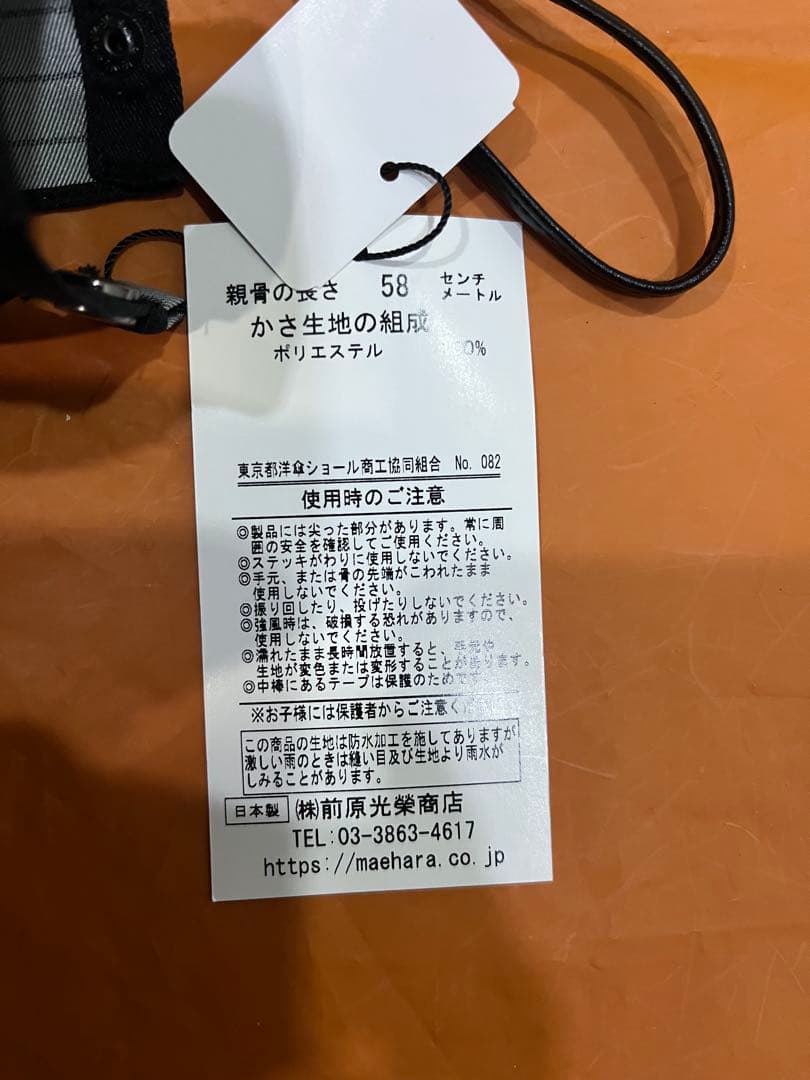 親骨の長さ 58 センチメートル
かさ生地の組成
ポリエステル 00%
東京都洋傘ショール商工協同組合 No. 082
使用時のご注意
◎製品には尖った部分があります。常に周
囲の安全を確認してご使用ください。
◎ステッキがわりに使用しないでください。
◎手元、または骨の先端がこわれたまま
使用しないでください。
◎振り回したり、投げたりしないでください。
◎強風時は、破損する恐れがありますので、
使用しないでください。
◎濡れたまま長時間放置すると、手元や
生地が変色または変形することがあります。
◎中棒にあるテープは保護のためです
※お子様には保護者からご注意くだ
この商品の生地は防水加工を施してありますが
激しい雨のときは縫い目及び生地より雨水が
しみることがあります。
日本製 ㈱前原光榮商店
TEL:03-3863-4617
https://maehara.co.jp